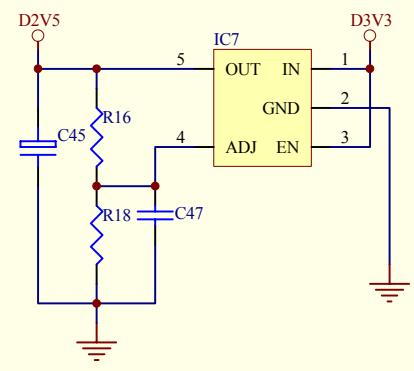 D2V5 D3V3
IC7
5 OUT IN 1
GND 2
4 ADJ EN 3
R16
C45
R18 C47